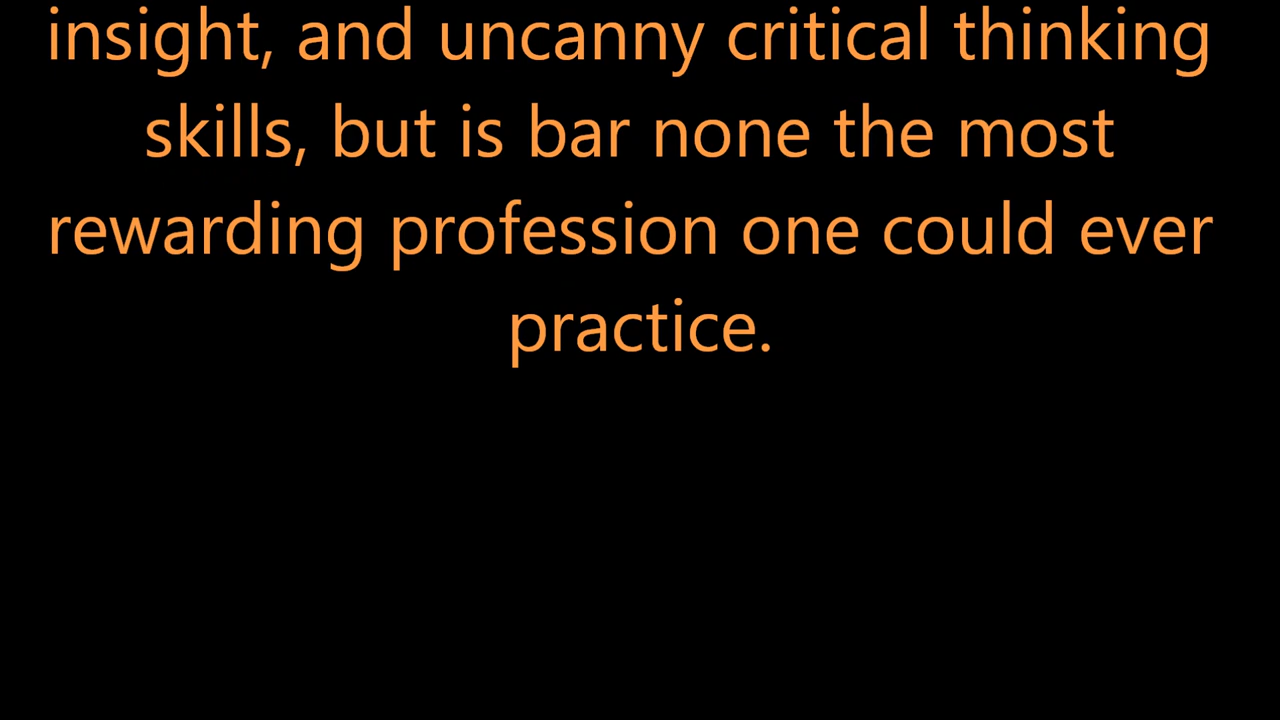 insight, and uncanny critical thinking
skills, but is bar none the most
rewarding profession one could ever
practice.